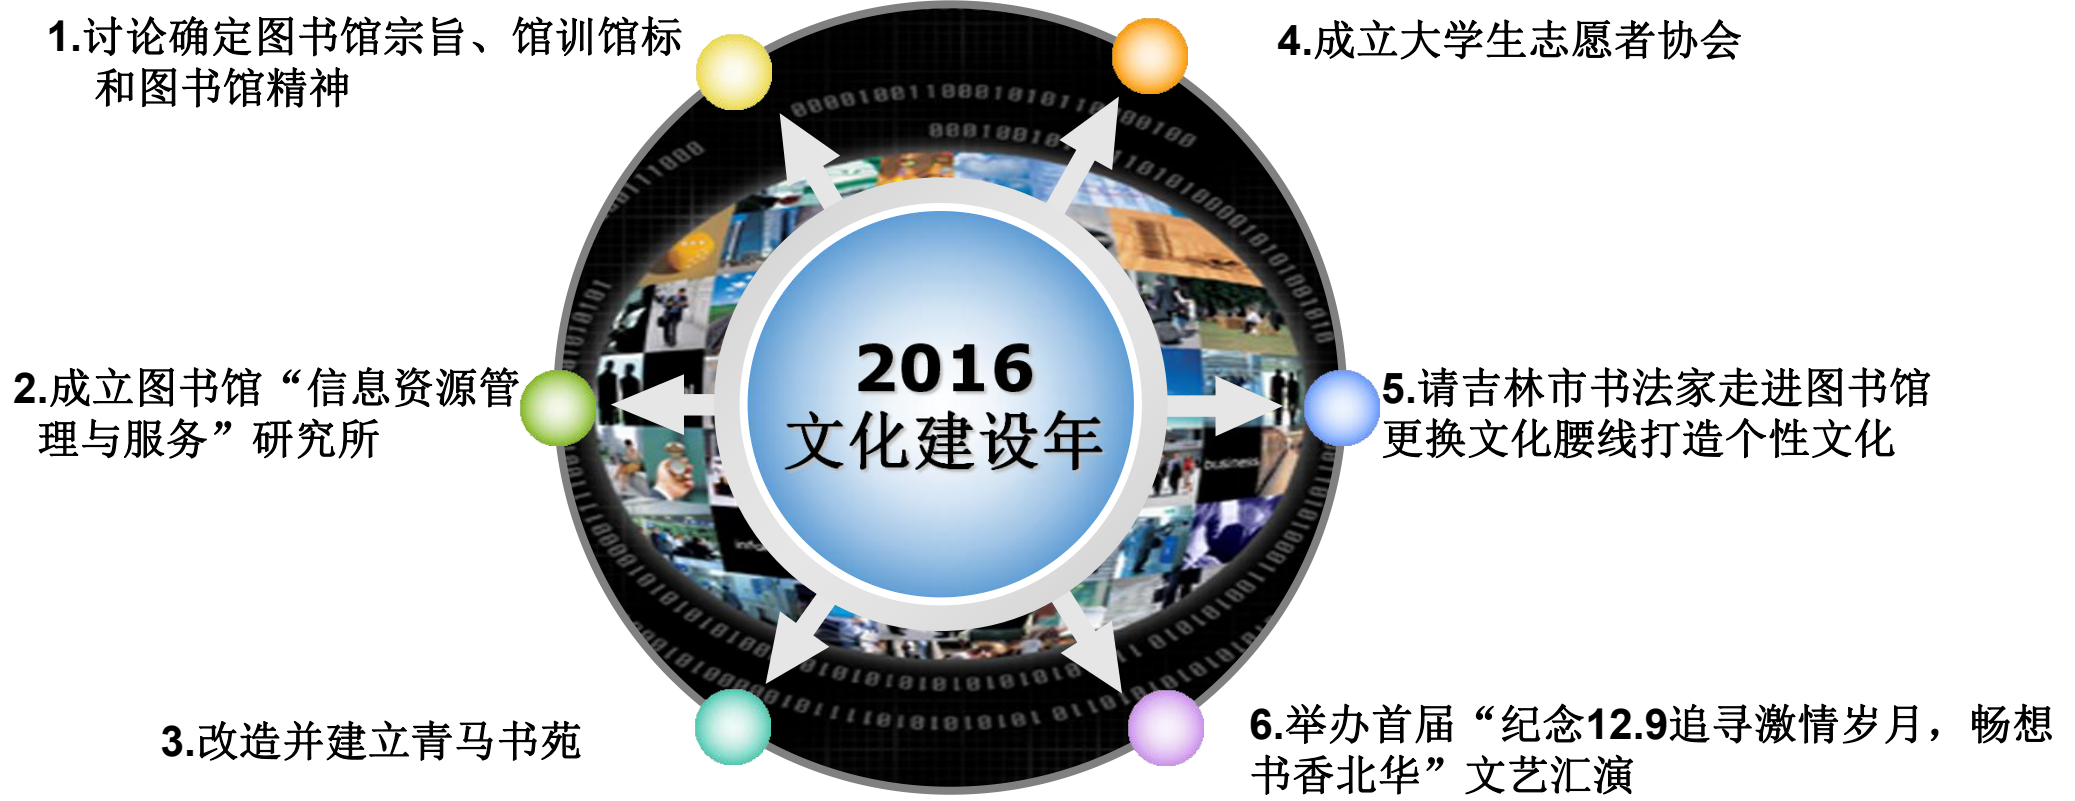 1.讨论确定图书馆宗旨、馆训馆标
和图书馆精神
2.成立图书馆“信息资源管
理与服务”研究所
3.改造并建立青马书苑
2016
文化建设年
4.成立大学生志愿者协会
5.请吉林市书法家走进图书馆
更换文化腰线打造个性文化
6.举办首届“纪念12.9追寻激情岁月，畅想
书香北华”文艺汇演
business